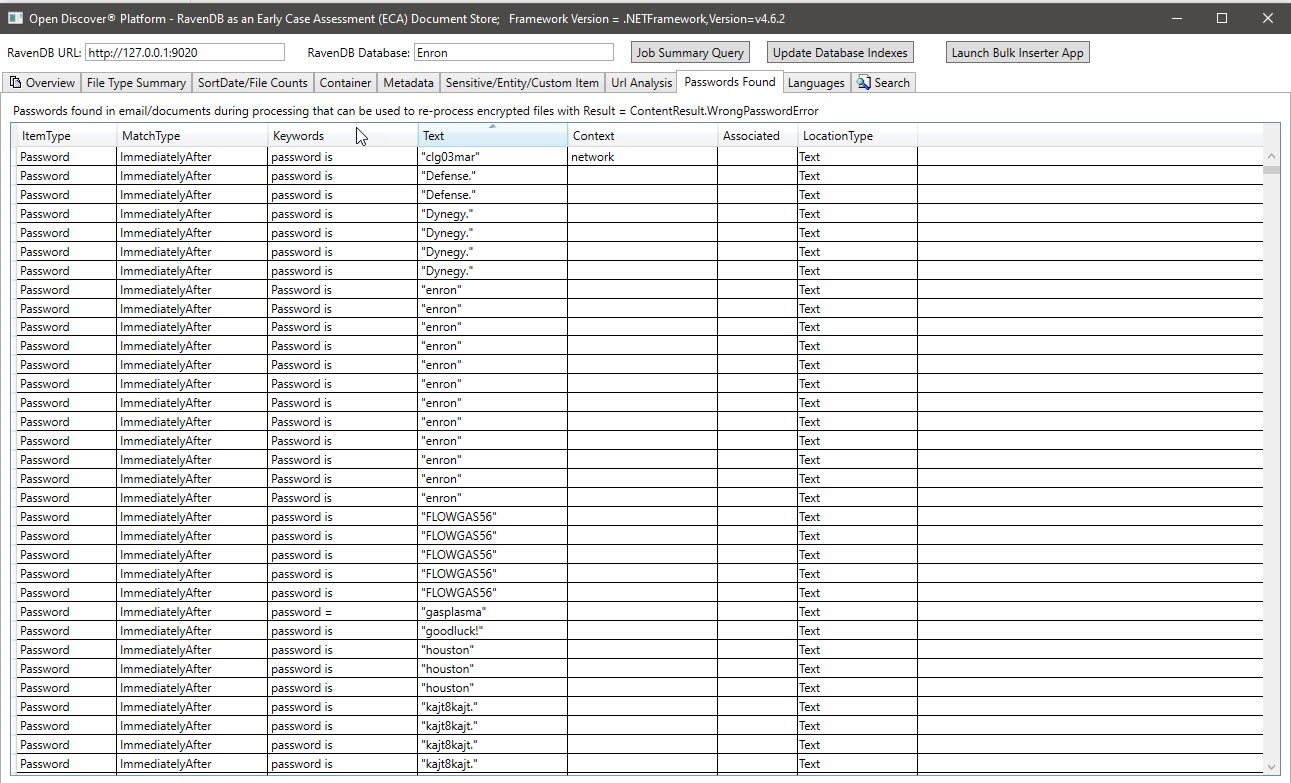 Open Discover® Platform - RavenDB as an Early Case Assessment (ECA) Document Store;   Framework Version = .NETFramework,Version=v4.6.2
RavenDB URL: http://127.0.0.1:9020 RavenDB Database: Enron Job Summary Query Update Database Indexes Launch Bulk Inserter App
Overview File Type Summary SortDate/File Counts Container Metadata Sensitive/Entity/Custom Item Url Analysis Passwords Found Languages Search
Passwords found in email/documents during processing that can be used to re-process encrypted files with Result = ContentResult.WrongPasswordError
ItemType MatchType Keywords Text Context Associated LocationType
Password ImmediatelyAfter password is "clg03mar" network Text
Password ImmediatelyAfter password is "Defense." Text
Password ImmediatelyAfter password is "Defense." Text
Password ImmediatelyAfter password is "Dynegy." Text
Password ImmediatelyAfter password is "Dynegy." Text
Password ImmediatelyAfter password is "Dynegy." Text
Password ImmediatelyAfter password is "Dynegy." Text
Password ImmediatelyAfter Password is "enron" Text
Password ImmediatelyAfter Password is "enron" Text
Password ImmediatelyAfter Password is "enron" Text
Password ImmediatelyAfter Password is "enron" Text
Password ImmediatelyAfter Password is "enron" Text
Password ImmediatelyAfter Password is "enron" Text
Password ImmediatelyAfter Password is "enron" Text
Password ImmediatelyAfter Password is "enron" Text
Password ImmediatelyAfter Password is "enron" Text
Password ImmediatelyAfter Password is "enron" Text
Password ImmediatelyAfter Password is "enron" Text
Password ImmediatelyAfter Password is "enron" Text
Password ImmediatelyAfter password is "FLOWGAS56" Text
Password ImmediatelyAfter password is "FLOWGAS56" Text
Password ImmediatelyAfter password is "FLOWGAS56" Text
Password ImmediatelyAfter password is "FLOWGAS56" Text
Password ImmediatelyAfter password is "FLOWGAS56" Text
Password ImmediatelyAfter password = "gasplasma" Text
Password ImmediatelyAfter password is "goodluck!" Text
Password ImmediatelyAfter password is "houston" Text
Password ImmediatelyAfter password is "houston" Text
Password ImmediatelyAfter password is "houston" Text
Password ImmediatelyAfter password is "kajt8kajt." Text
Password ImmediatelyAfter password is "kajt8kajt." Text
Password ImmediatelyAfter password is "kajt8kajt." Text
Password ImmediatelyAfter password is "kajt8kajt." Text